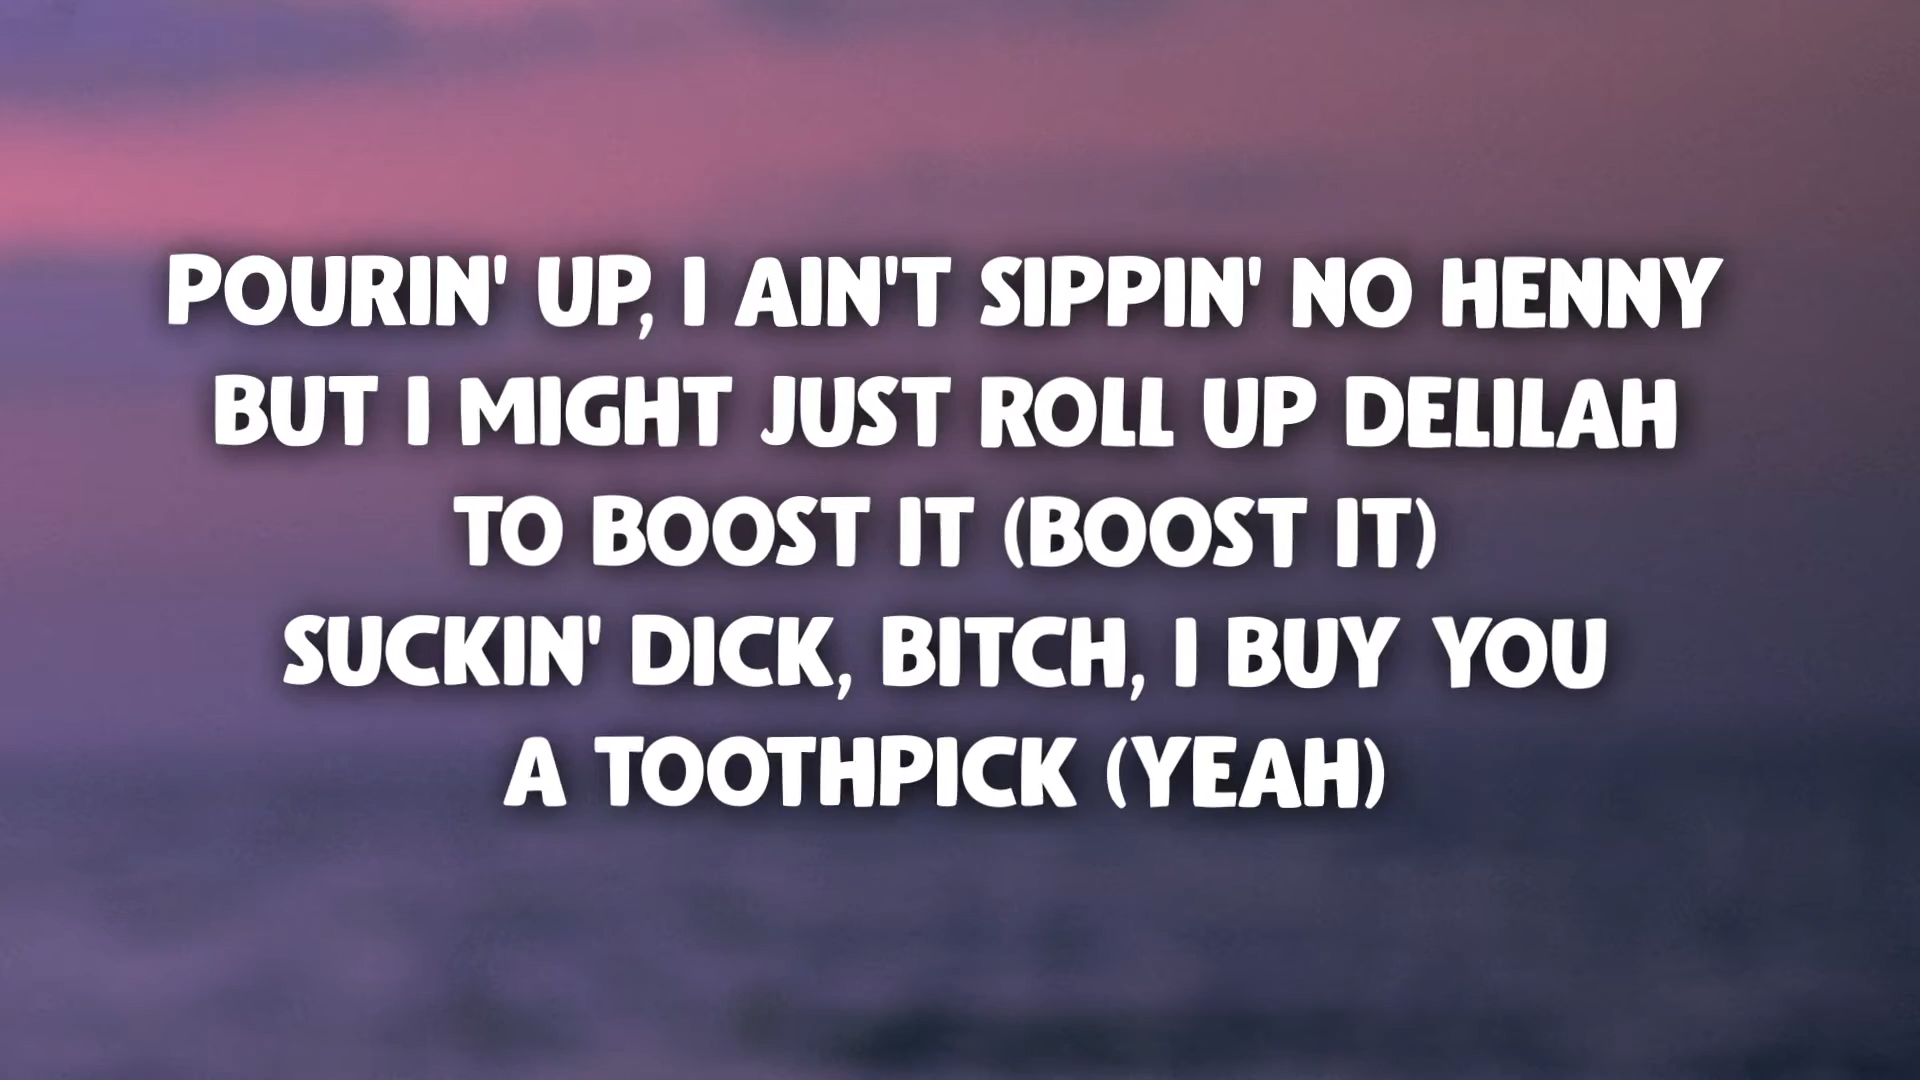 POURIN' UP, I AIN'T SIPPIN' NO HENNY
BUT I MIGHT JUST ROLL UP DELILAH
TO BOOST IT (BOOST IT)
SUCKIN' DICK, BITCH, I BUY YOU
A TOOTHPICK (YEAH)